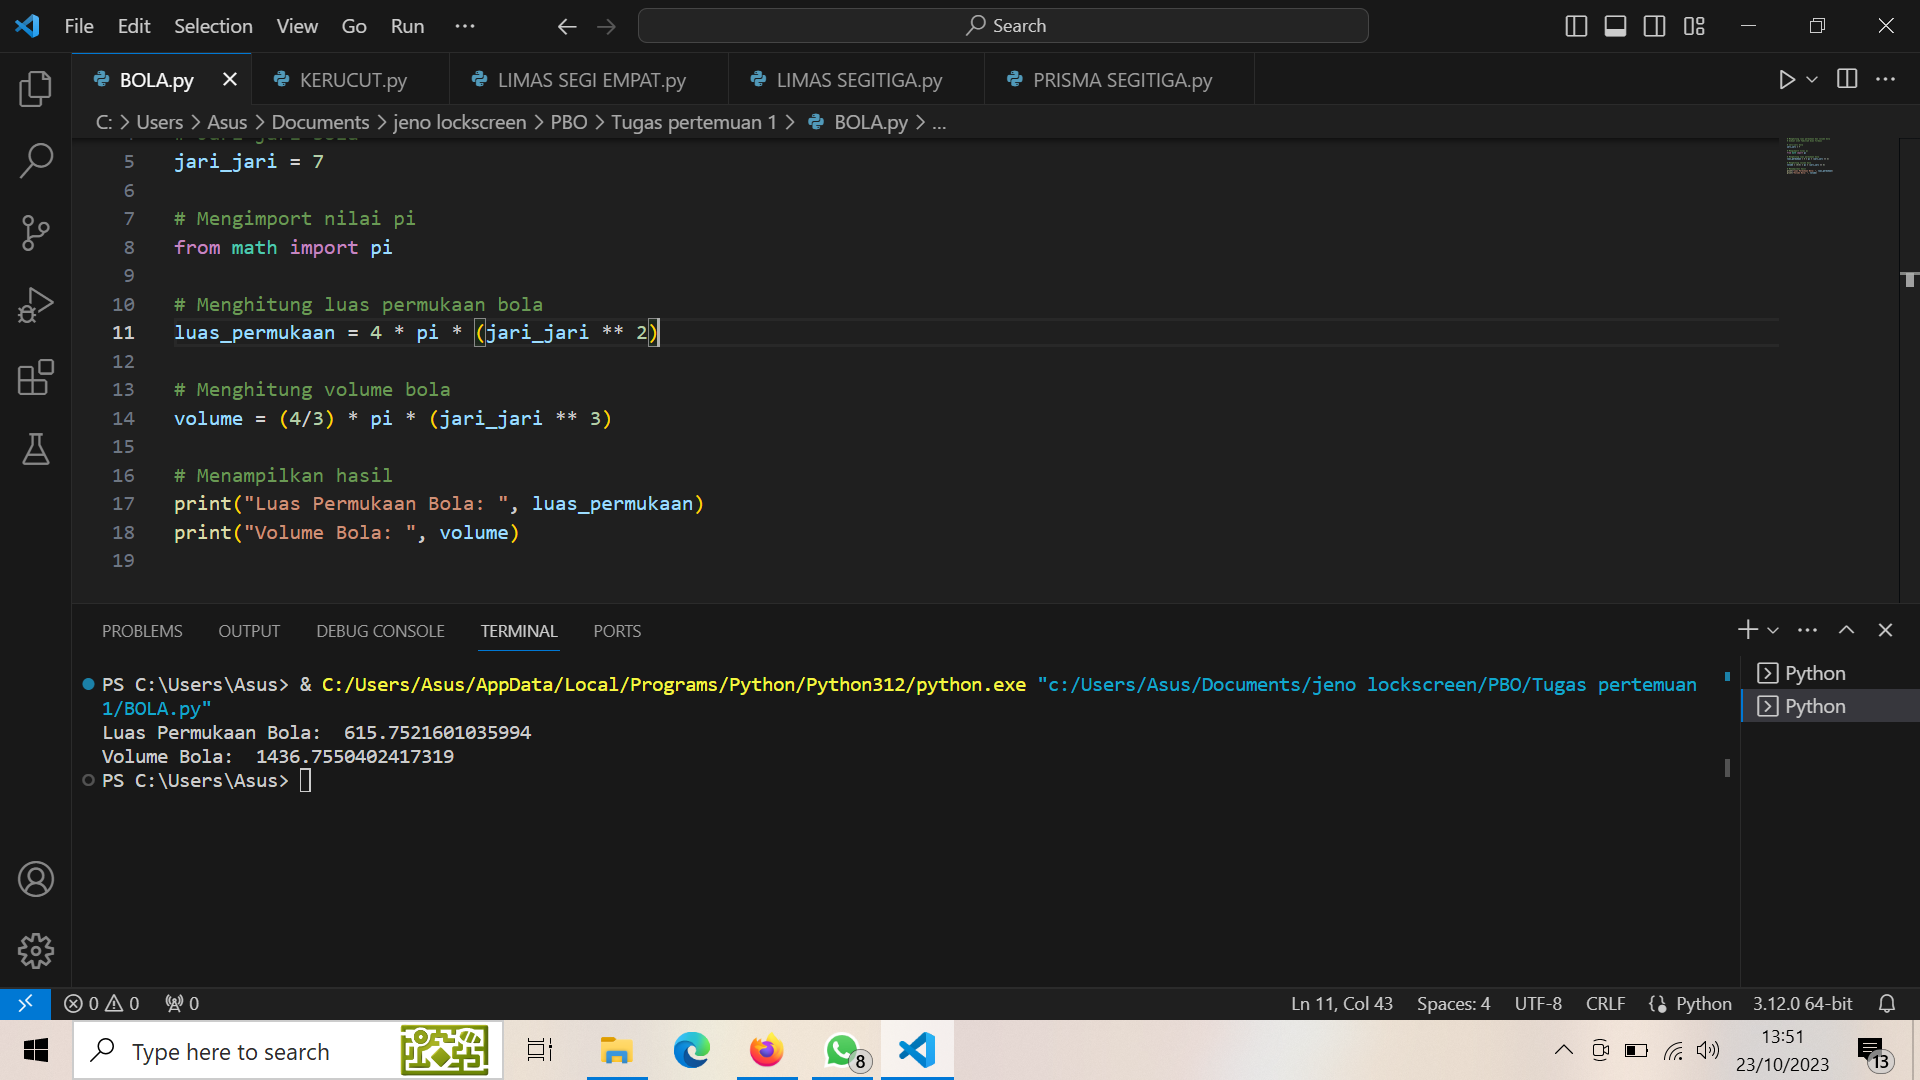 File Edit Selection View Go Run ···
Search
BOLA.py KERUCUT.py LIMAS SEGI EMPAT.py LIMAS SEGITIGA.py PRISMA SEGITIGA.py
C: > Users > Asus > Documents > jeno lockscreen > PBO > Tugas pertemuan 1 > BOLA.py > ...
5 jari_jari = 7
6
7 # Mengimport nilai pi
8 from math import pi
9
10 # Menghitung luas permukaan bola
11 luas_permukaan = 4 * pi * (jari_jari ** 2)
12
13 # Menghitung volume bola
14 volume = (4/3) * pi * (jari_jari ** 3)
15
16 # Menampilkan hasil
17 print("Luas Permukaan Bola: ", luas_permukaan)
18 print("Volume Bola: ", volume)
19
PROBLEMS OUTPUT DEBUG CONSOLE TERMINAL PORTS
PS C:\Users\Asus> & C:/Users/Asus/AppData/Local/Programs/Python/Python312/python.exe "c:/Users/Asus/Documents/jeno lockscreen/PBO/Tugas pertemuan
1/BOLA.py"
Luas Permukaan Bola:  615.7521601035994
Volume Bola:  1436.7550402417319
PS C:\Users\Asus>
Python
Python
0 0 0
Ln 11, Col 43 Spaces: 4 UTF-8 CRLF {} Python 3.12.0 64-bit
Type here to search
8
13:51
23/10/2023
13